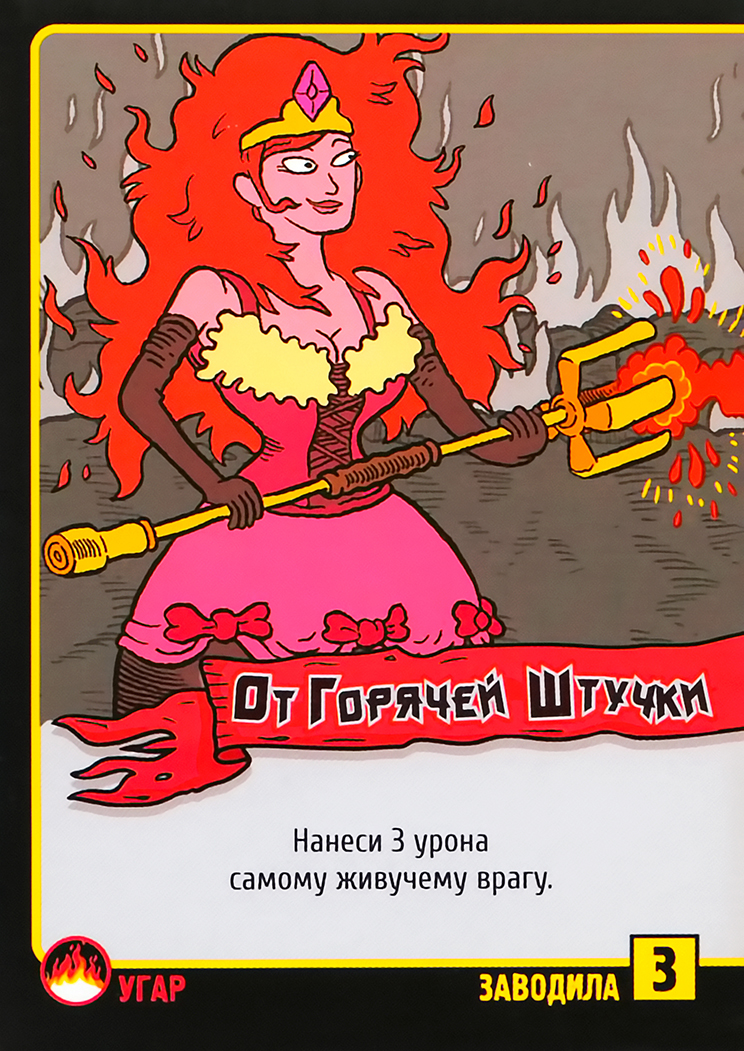 От Горячей Штучки
Нанеси 3 урона
самому живучему врагу.
УГАР
ЗАВОДИЛА 3